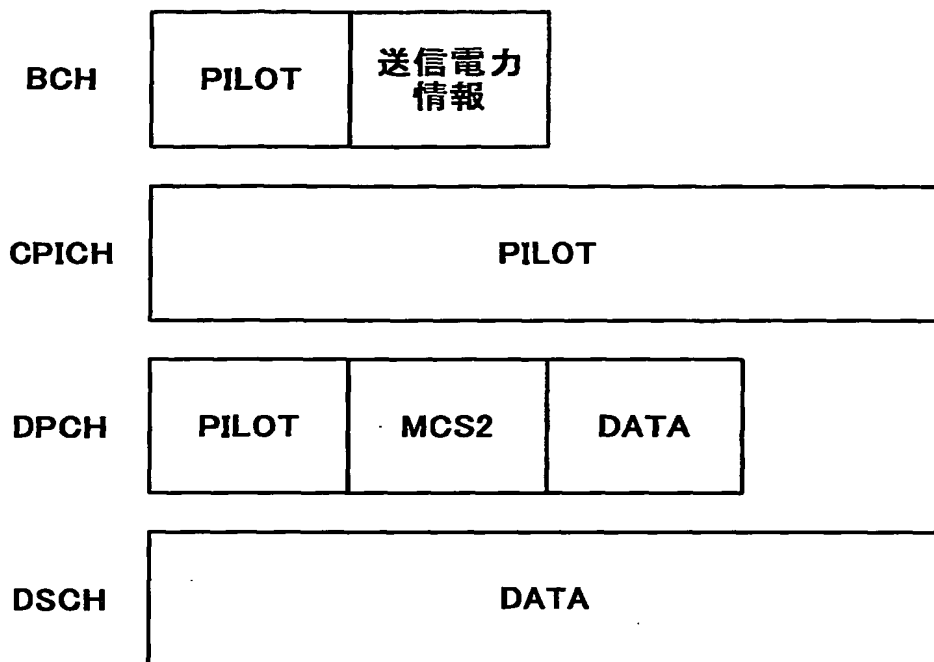 BCH PILOT 送信電力
情報
CPICH PILOT
DPCH PILOT MCS2 DATA
DSCH DATA